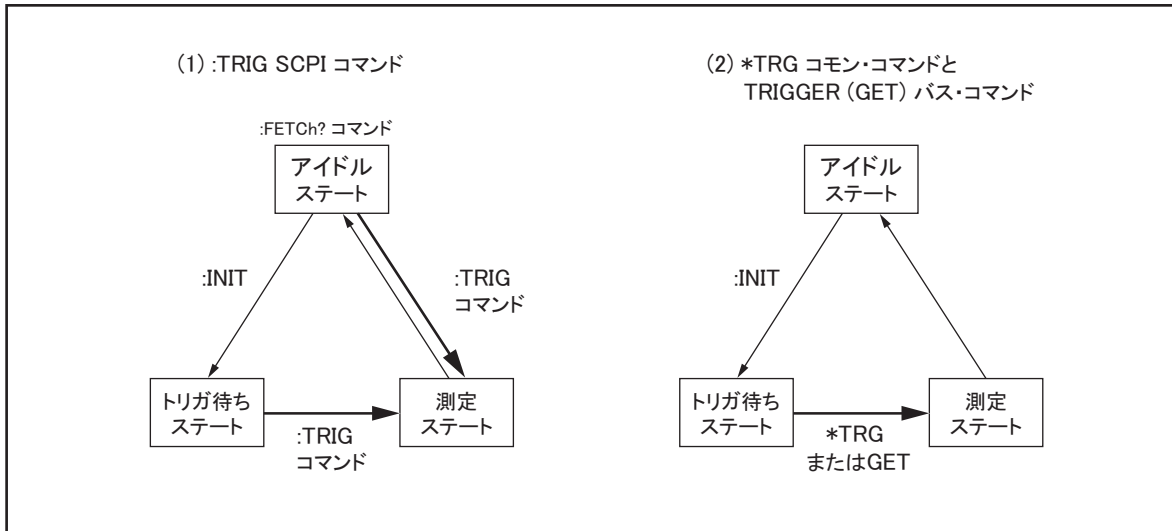 (1) :TRIG SCPI コマンド
:FETCh? コマンド
アイドル
ステート
:INIT
:TRIG
コマンド
トリガ待ち
ステート
:TRIG
コマンド
測定
ステート
(2) *TRG コモン・コマンドと
TRIGGER (GET) バス・コマンド
アイドル
ステート
:INIT
トリガ待ち
ステート
*TRG
またはGET
測定
ステート